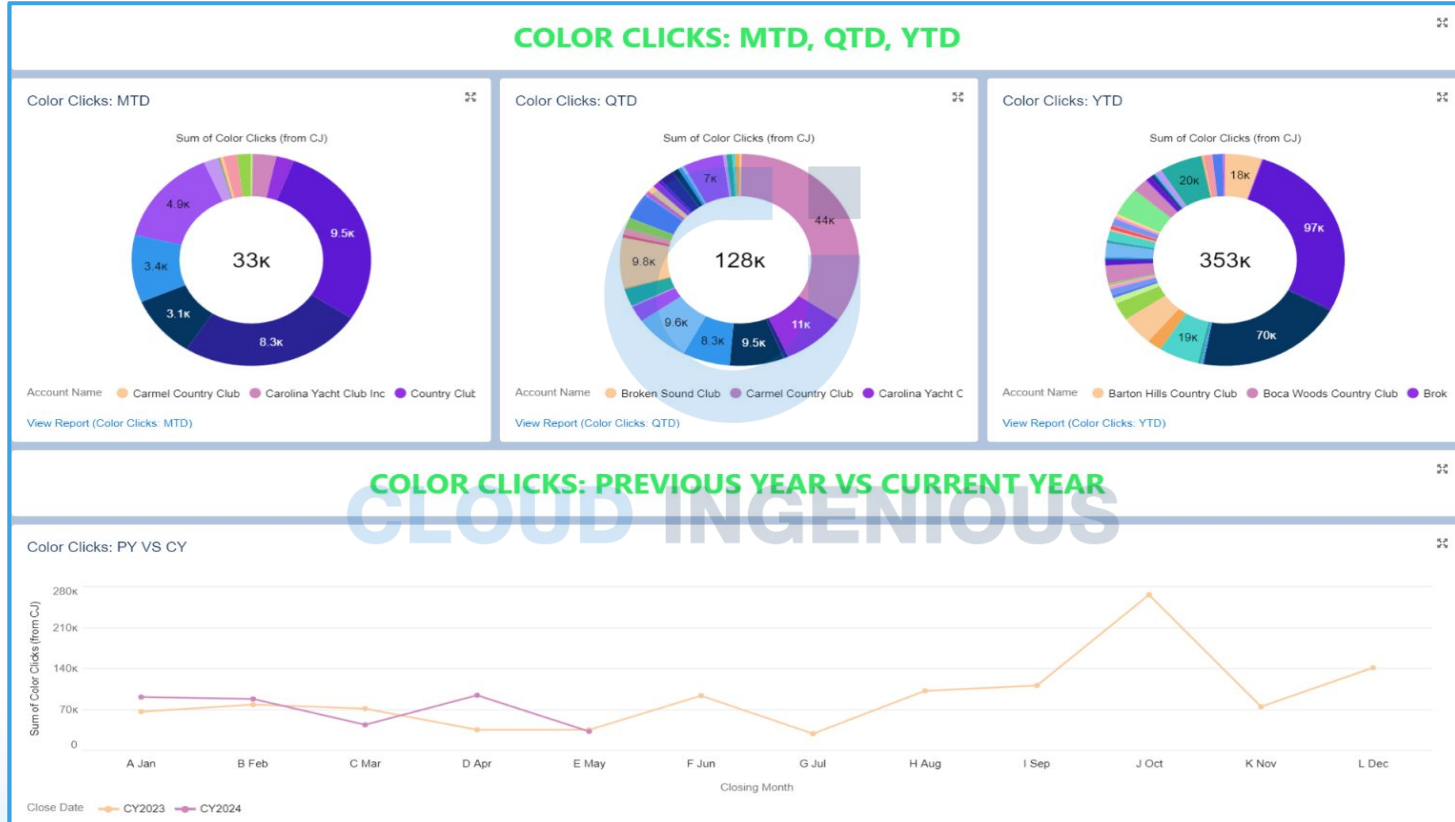 COLOR CLICKS: MTD, QTD, YTD
Color Clicks: MTD
Sum of Color Clicks (from CJ)
4.9K
9.5K
3.4K
33K
3.1K
8.3K
Account Name Carmel Country Club Carolina Yacht Club Inc Country Club
View Report (Color Clicks: MTD)
Color Clicks: QTD
Sum of Color Clicks (from CJ)
7K
44K
9.8K
128K
9.6K
11K
8.3K
9.5K
Account Name Broken Sound Club Carmel Country Club Carolina Yacht C
View Report (Color Clicks: QTD)
Color Clicks: YTD
Sum of Color Clicks (from CJ)
20K
18K
97K
353K
19K
70K
Account Name Barton Hills Country Club Boca Woods Country Club Brok
View Report (Color Clicks: YTD)
COLOR CLICKS: PREVIOUS YEAR VS CURRENT YEAR
CLOUD INGENIOUS
Color Clicks: PY VS CY
Sum of Color Clicks (from CJ)
280K
210K
140K
70K
0
A Jan B Feb C Mar D Apr E May F Jun G Jul H Aug I Sep J Oct K Nov L Dec
Closing Month
Close Date CY2023 CY2024